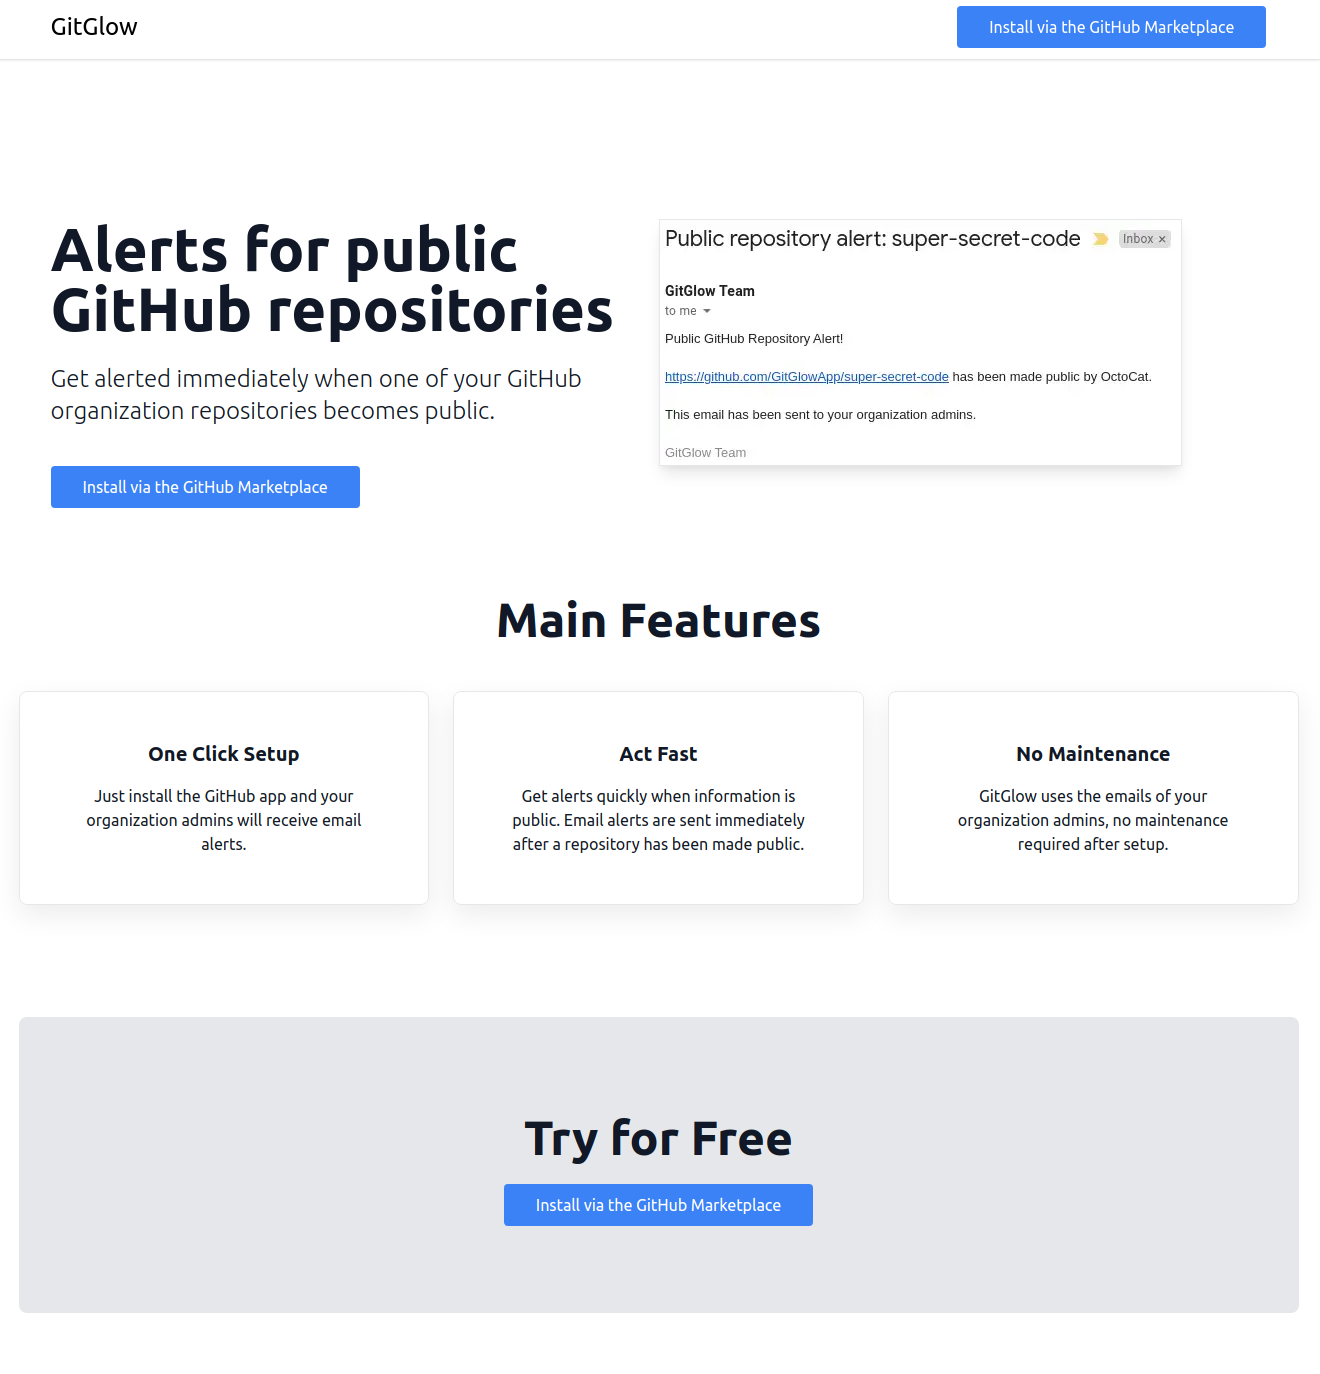 GitGlow
Install via the GitHub Marketplace
Alerts for public
GitHub repositories
Get alerted immediately when one of your GitHub
organization repositories becomes public.
Install via the GitHub Marketplace
Public repository alert: super-secret-code Inbox ×
GitGlow Team
to me
Public GitHub Repository Alert!
https://github.com/GitGlowApp/super-secret-code has been made public by OctoCat.
This email has been sent to your organization admins.
GitGlow Team
Main Features
One Click Setup
Just install the GitHub app and your
organization admins will receive email
alerts.
Act Fast
Get alerts quickly when information is
public. Email alerts are sent immediately
after a repository has been made public.
No Maintenance
GitGlow uses the emails of your
organization admins, no maintenance
required after setup.
Try for Free
Install via the GitHub Marketplace